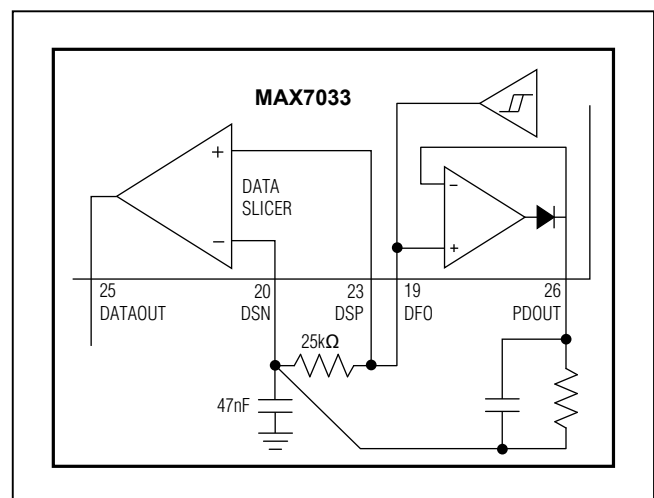 MAX7033
DATA
SLICER
25
DATAOUT
20
DSN
23
DSP
19
DFO
26
PDOUT
25kΩ
47nF